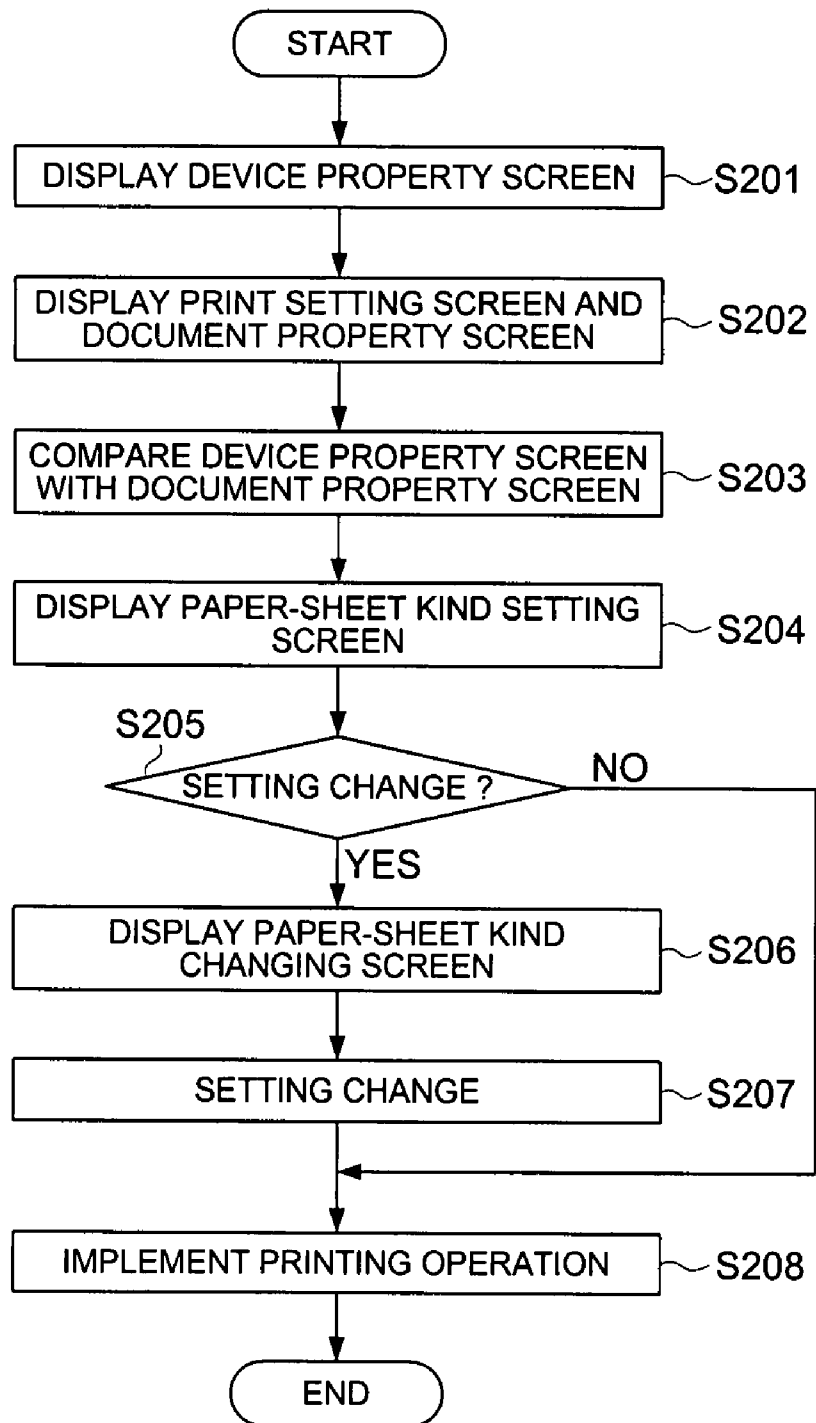 START
DISPLAY DEVICE PROPERTY SCREEN
S201
DISPLAY PRINT SETTING SCREEN AND
DOCUMENT PROPERTY SCREEN
S202
COMPARE DEVICE PROPERTY SCREEN
WITH DOCUMENT PROPERTY SCREEN
S203
DISPLAY PAPER-SHEET KIND SETTING
SCREEN
S204
S205
SETTING CHANGE ?
NO
YES
DISPLAY PAPER-SHEET KIND
CHANGING SCREEN
S206
SETTING CHANGE
S207
IMPLEMENT PRINTING OPERATION
S208
END